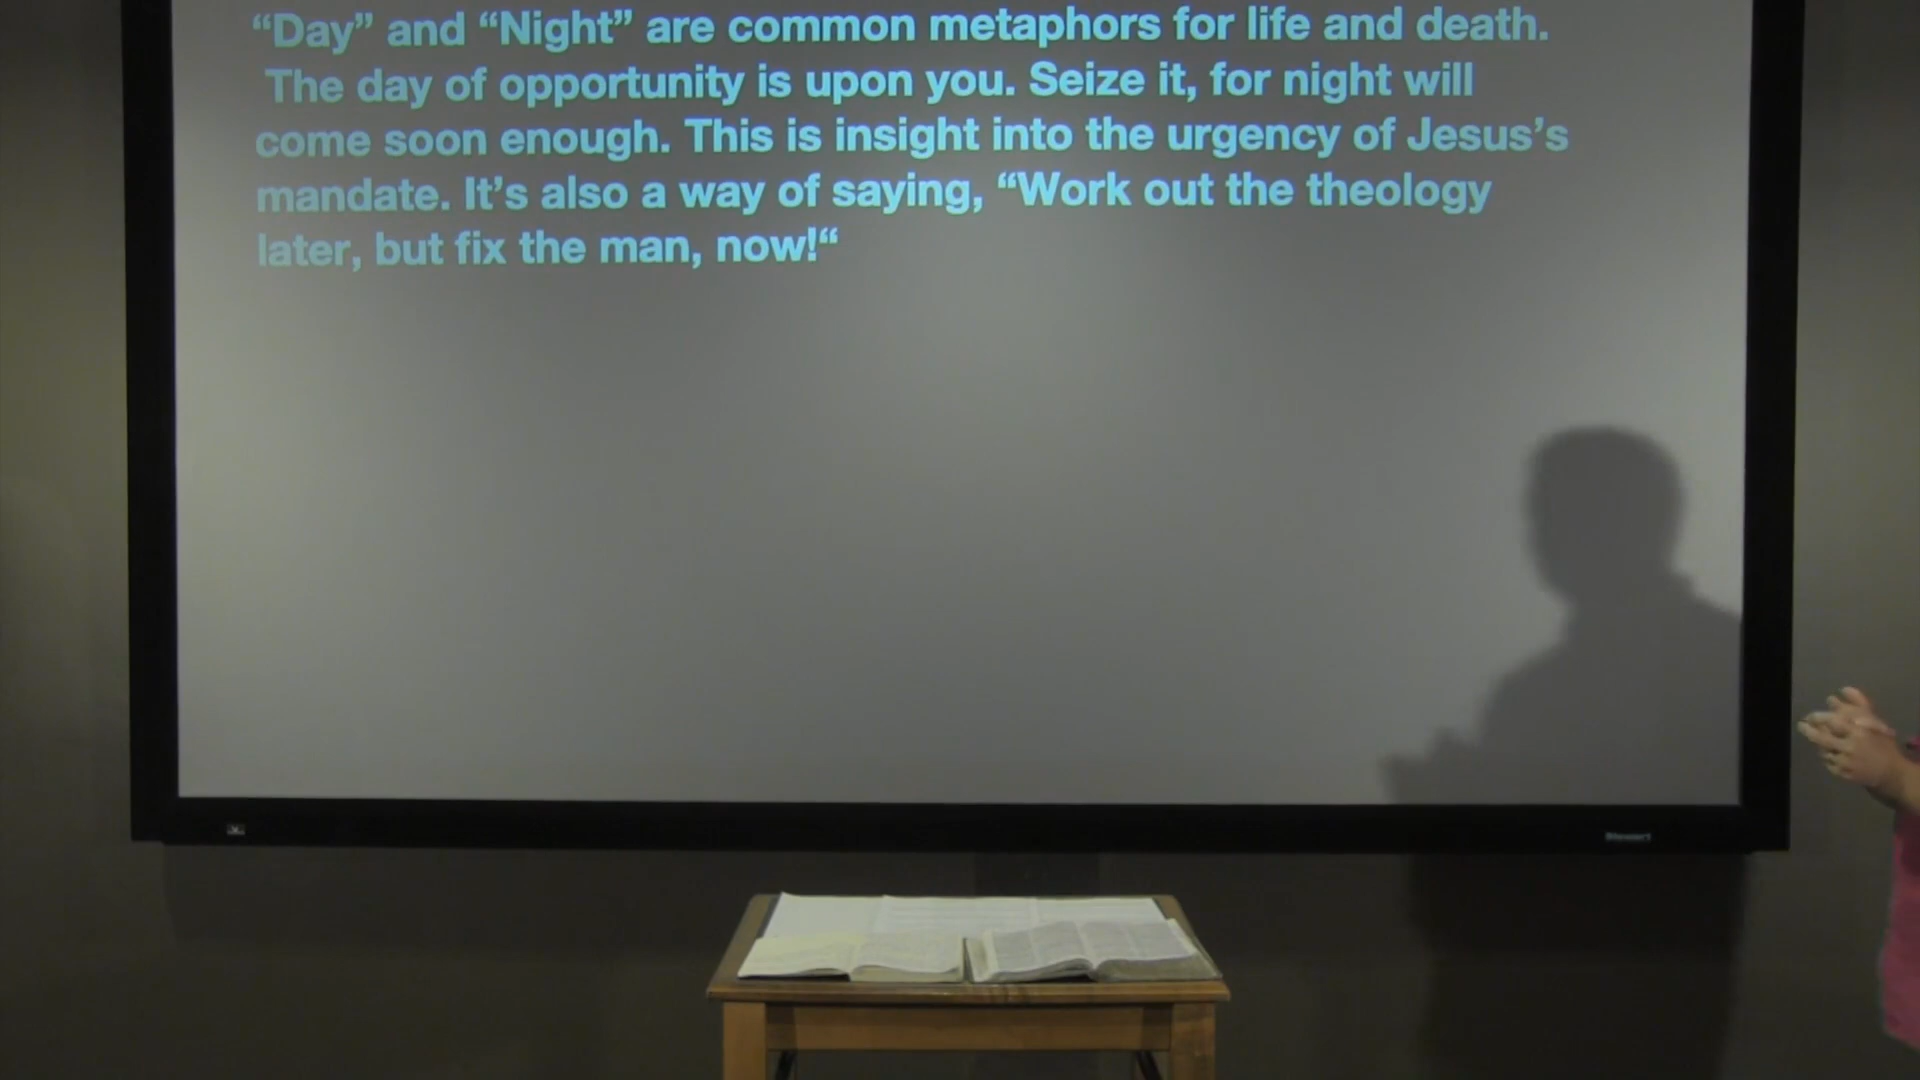 “Day” and “Night” are common metaphors for life and death.
The day of opportunity is upon you. Seize it, for night will
come soon enough. This is insight into the urgency of Jesus’s
mandate. It’s also a way of saying, “Work out the theology
later, but fix the man, now!“
Stewart